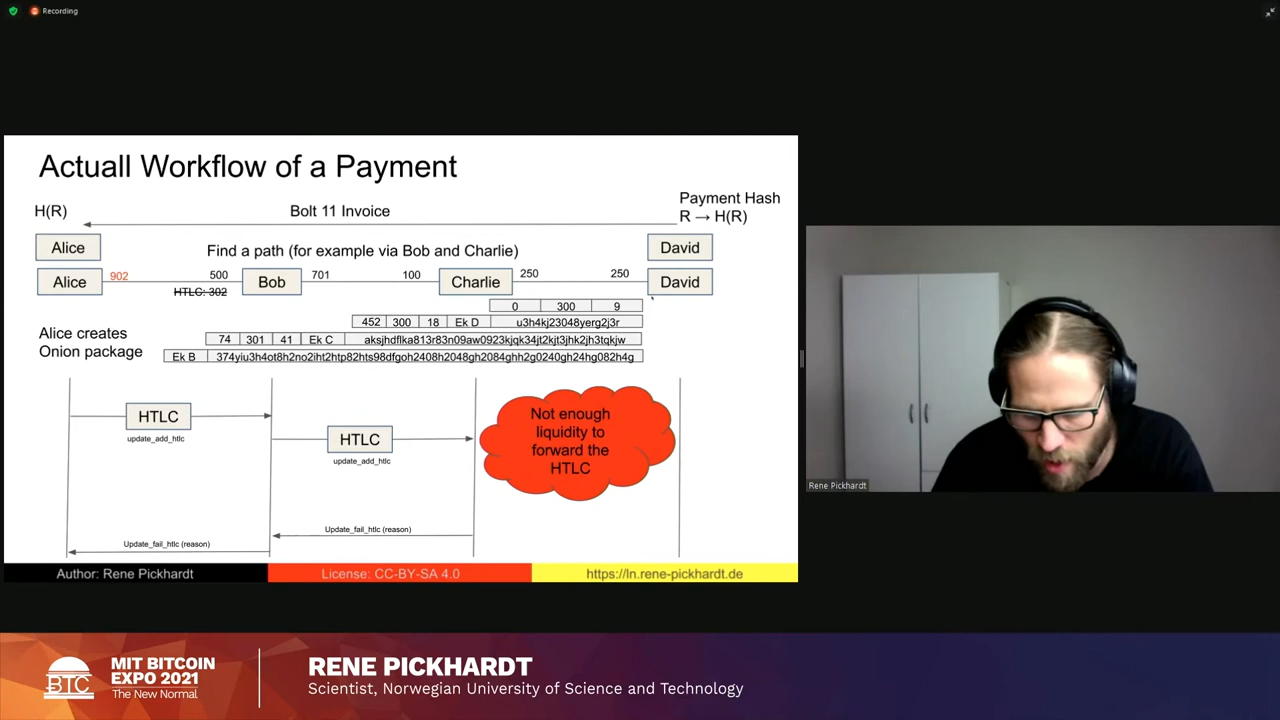 Recording
Actuall Workflow of a Payment
Payment Hash
R → H(R)
H(R)
Bolt 11 Invoice
Alice
Find a path (for example via Bob and Charlie)
David
Alice
902
500
Bob
701
100
Charlie
250
250
David
HTLC: 302
0 300 9
452 300 18 Ek D u3h4kj23048yerg2j3r
Alice creates
Onion package
74 301 41 Ek C aksjhdflka813r83n09aw0923kjqk34jt2kjt3jhk2jh3tqkjw
Ek B 374yiu3h4ot8h2no2iht2htp82hts98dfgoh2408h2048gh2084ghh2g0240gh24hg082h4g
HTLC
update_add_htlc
HTLC
update_add_htlc
Not enough
liquidity to
forward the
HTLC
Update_fail_htlc (reason)
Update_fail_htlc (reason)
Author: Rene Pickhardt
License: CC-BY-SA 4.0
https://ln.rene-pickhardt.de
Rene Pickhardt
BTC
MIT BITCOIN
EXPO 2021
The New Normal
RENE PICKHARDT
Scientist, Norwegian University of Science and Technology